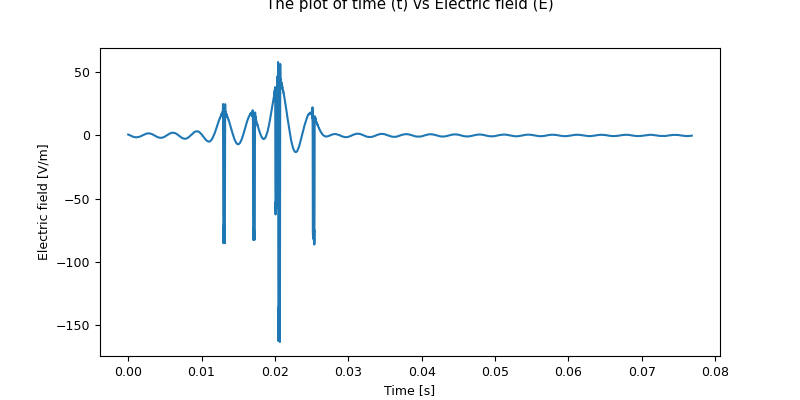 The plot of time (t) vs Electric field (E)
50
0
−50
−100
−150
Electric field [V/m]
0.00 0.01 0.02 0.03 0.04 0.05 0.06 0.07 0.08
Time [s]